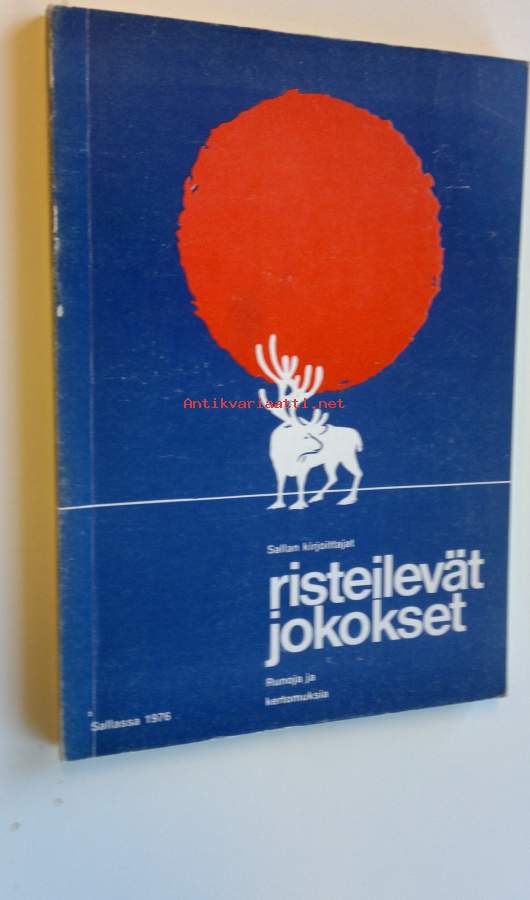 Antikvariaatti.net
Sallan kirjoittajat
risteilevät
jokokset
Runoja ja
kertomuksia
Sallassa 1976